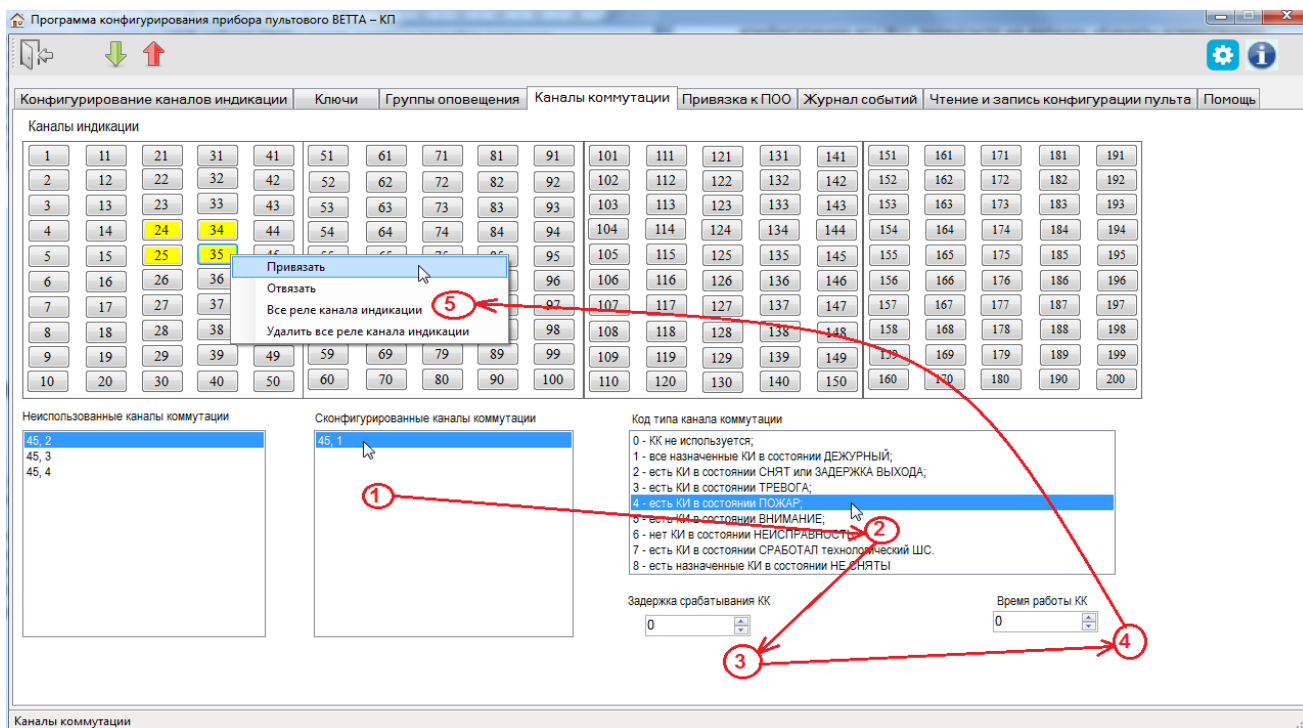 Программа конфигурирования прибора пультового ВЕТТА – КП
Конфигурирование каналов индикации Ключи Группы оповещения Каналы коммутации Привязка к ПОО Журнал событий Чтение и запись конфигурации пульта Помощь
Каналы индикации
1 11 21 31 41 51 61 71 81 91 101 111 121 131 141 151 161 171 181 191
2 12 22 32 42 52 62 72 82 92 102 112 122 132 142 152 162 172 182 192
3 13 23 33 43 53 63 73 83 93 103 113 123 133 143 153 163 173 183 193
4 14 24 34 44 54 64 74 84 94 104 114 124 134 144 154 164 174 184 194
5 15 25 35 95 105 115 125 135 145 155 165 175 185 195
Привязать
6 16 26 36 96 106 116 126 136 146 156 166 176 186 196
Отвязать
7 17 27 37 97 107 117 127 137 147 157 167 177 187 197
Все реле канала индикации 5
8 18 28 38 98 108 118 128 138 148 158 168 178 188 198
Удалить все реле канала индикации
9 19 29 39 49 59 69 79 89 99 109 119 129 139 149 159 169 179 189 199
10 20 30 40 50 60 70 80 90 100 110 120 130 140 150 160 170 180 190 200
Неиспользованные каналы коммутации
45, 2
45, 3
45, 4
Сконфигурированные каналы коммутации
45, 1
1
Код типа канала коммутации
0 - КК не используется;
1 - все назначенные КИ в состоянии ДЕЖУРНЫЙ;
2 - есть КИ в состоянии СНЯТ или ЗАДЕРЖКА ВЫХОДА;
3 - есть КИ в состоянии ТРЕВОГА;
4 - есть КИ в состоянии ПОЖАР;
5 - есть КИ в состоянии ВНИМАНИЕ;
6 - нет КИ в состоянии НЕИСПРАВНОСТЬ;
7 - есть КИ в состоянии СРАБОТАЛ технологический ШС.
8 - есть назначенные КИ в состоянии НЕ СНЯТЫ
2
Задержка срабатывания КК
0
3
Время работы КК
0
4
Каналы коммутации